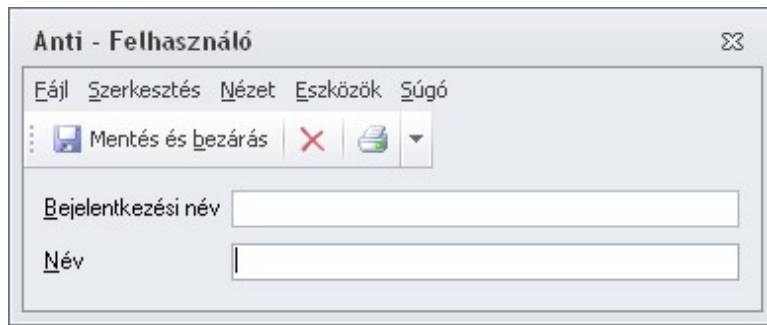 Anti - Felhasználó
Fájl Szerkesztés Nézet Eszközök Súgó
Mentés és bezárás
Bejelentkezési név
Név